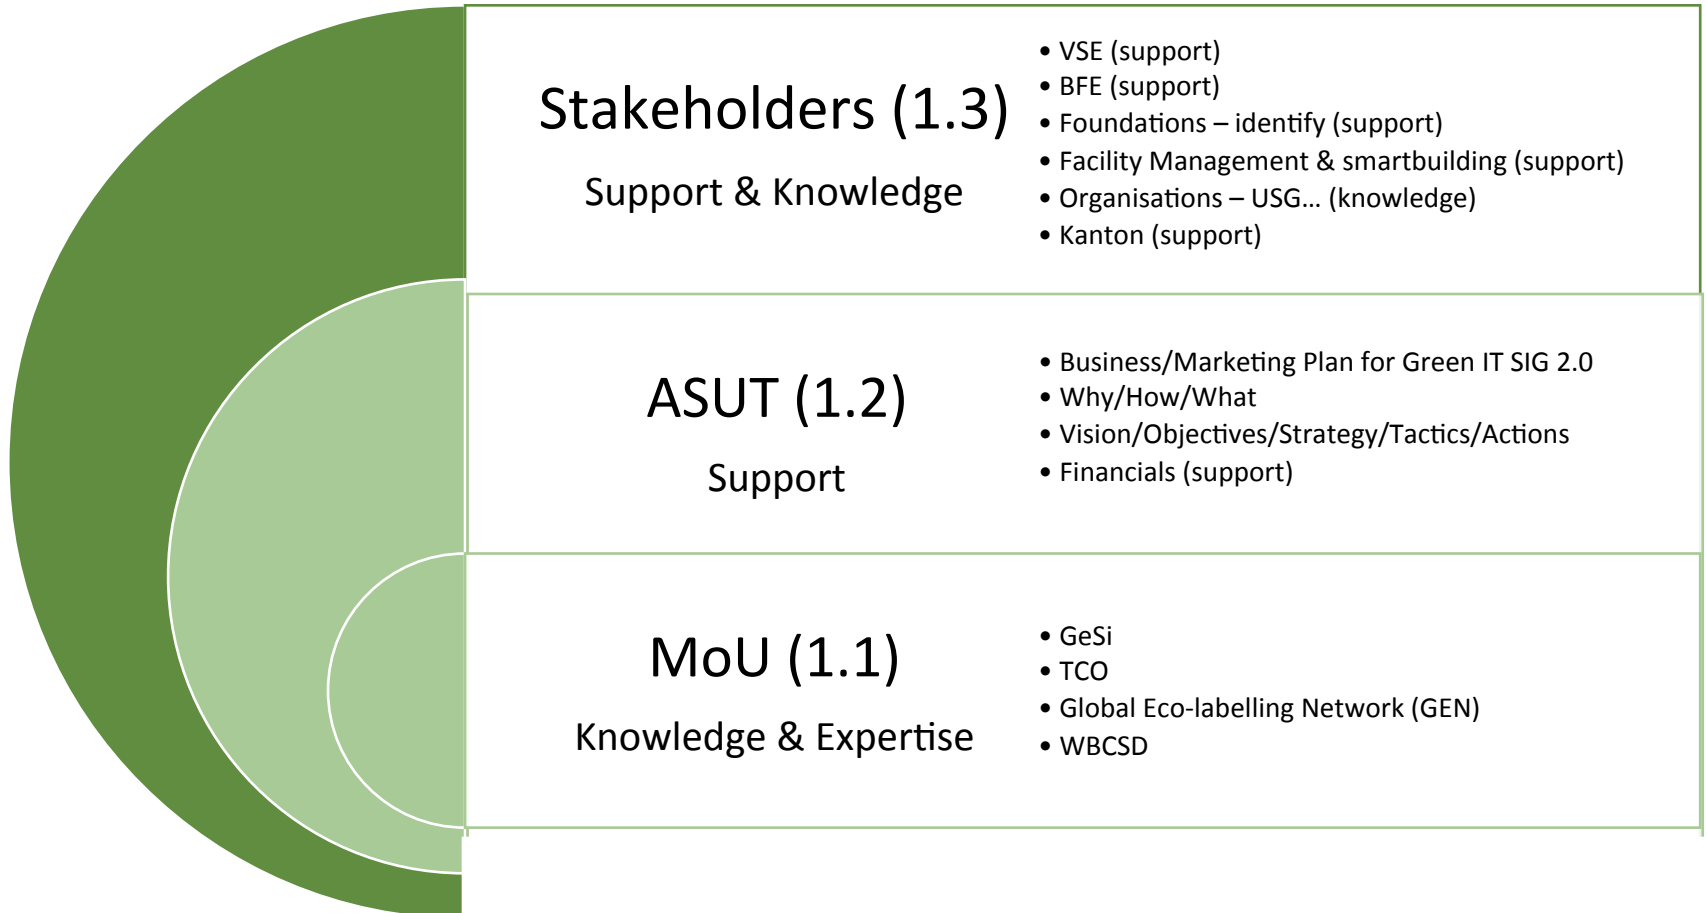 Stakeholders (1.3)
Support & Knowledge
• VSE (support)
• BFE (support)
• Foundations – identify (support)
• Facility Management & smartbuilding (support)
• Organisations – USG... (knowledge)
• Kanton (support)
ASUT (1.2)
Support
• Business/Marketing Plan for Green IT SIG 2.0
• Why/How/What
• Vision/Objectives/Strategy/Tactics/Actions
• Financials (support)
MoU (1.1)
Knowledge & Expertise
• GeSi
• TCO
• Global Eco-labelling Network (GEN)
• WBCSD